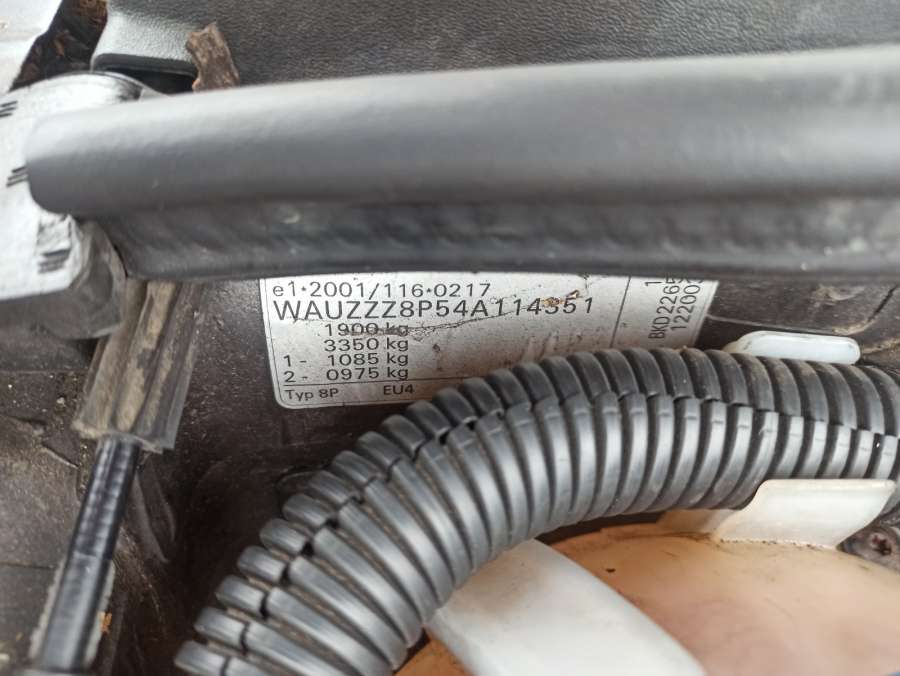 e1*2001/116*0217
WAUZZZ8P54A114351
1900 kg
3350 kg
1 - 1085 kg
2 - 0975 kg
Typ 8P EU4